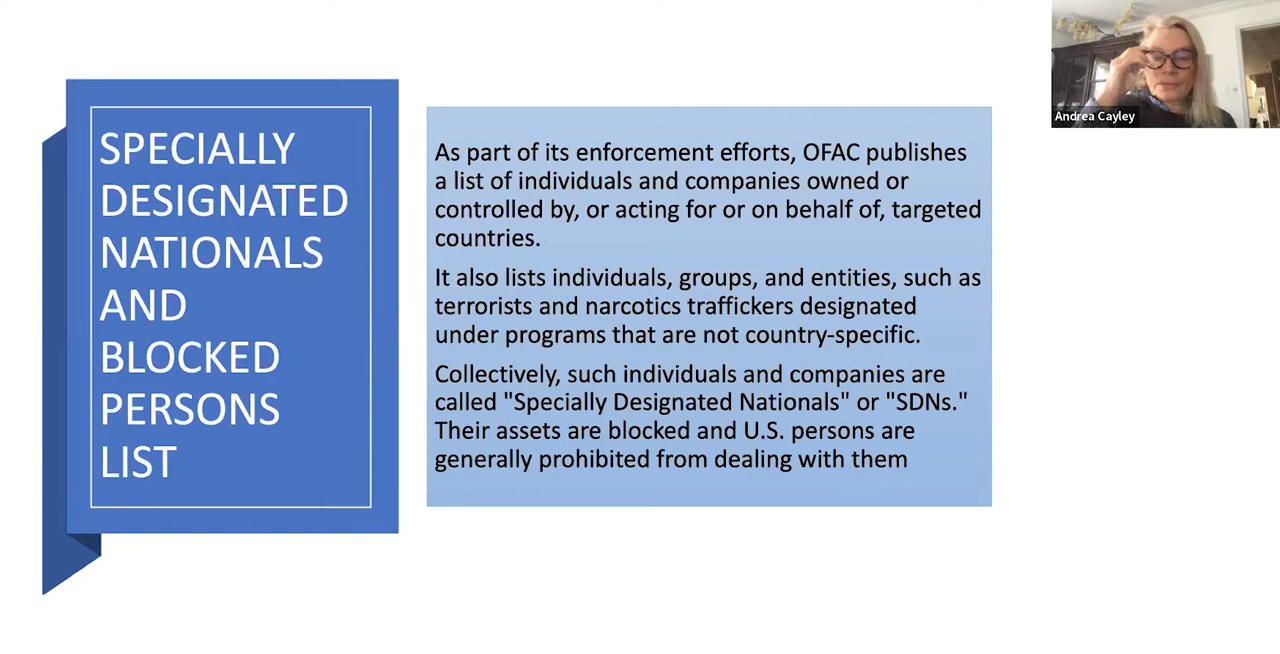 SPECIALLY
DESIGNATED
NATIONALS
AND
BLOCKED
PERSONS
LIST
As part of its enforcement efforts, OFAC publishes
a list of individuals and companies owned or
controlled by, or acting for or on behalf of, targeted
countries.
It also lists individuals, groups, and entities, such as
terrorists and narcotics traffickers designated
under programs that are not country-specific.
Collectively, such individuals and companies are
called "Specially Designated Nationals" or "SDNs."
Their assets are blocked and U.S. persons are
generally prohibited from dealing with them
Andrea Cayley